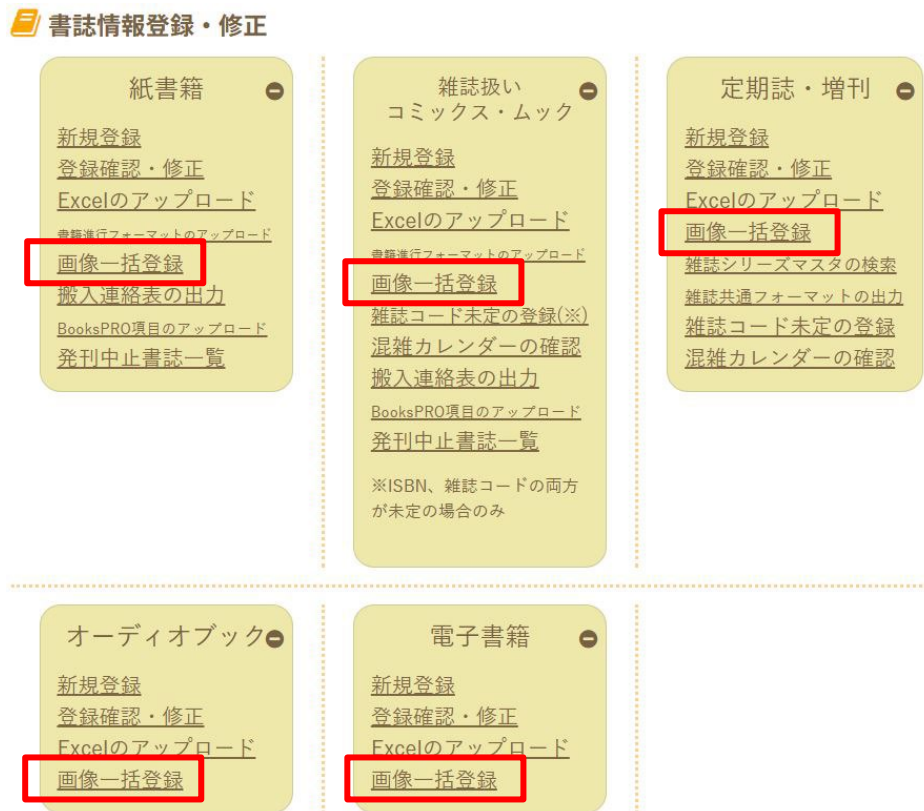 書誌情報登録・修正
紙書籍
新規登録
登録確認・修正
Excelのアップロード
書籍進行フォーマットのアップロード
画像一括登録
搬入連絡表の出力
BooksPRO項目のアップロード
発刊中止書誌一覧
雑誌扱い
コミックス・ムック
新規登録
登録確認・修正
Excelのアップロード
書籍進行フォーマットのアップロード
画像一括登録
雑誌コード未定の登録(※)
混雑カレンダーの確認
搬入連絡表の出力
BooksPRO項目のアップロード
発刊中止書誌一覧
※ISBN、雑誌コードの両方
が未定の場合のみ
定期誌・増刊
新規登録
登録確認・修正
Excelのアップロード
画像一括登録
雑誌シリーズマスタの検索
雑誌共通フォーマットの出力
雑誌コード未定の登録
混雑カレンダーの確認
オーディオブック
新規登録
登録確認・修正
Excelのアップロード
画像一括登録
電子書籍
新規登録
登録確認・修正
Excelのアップロード
画像一括登録